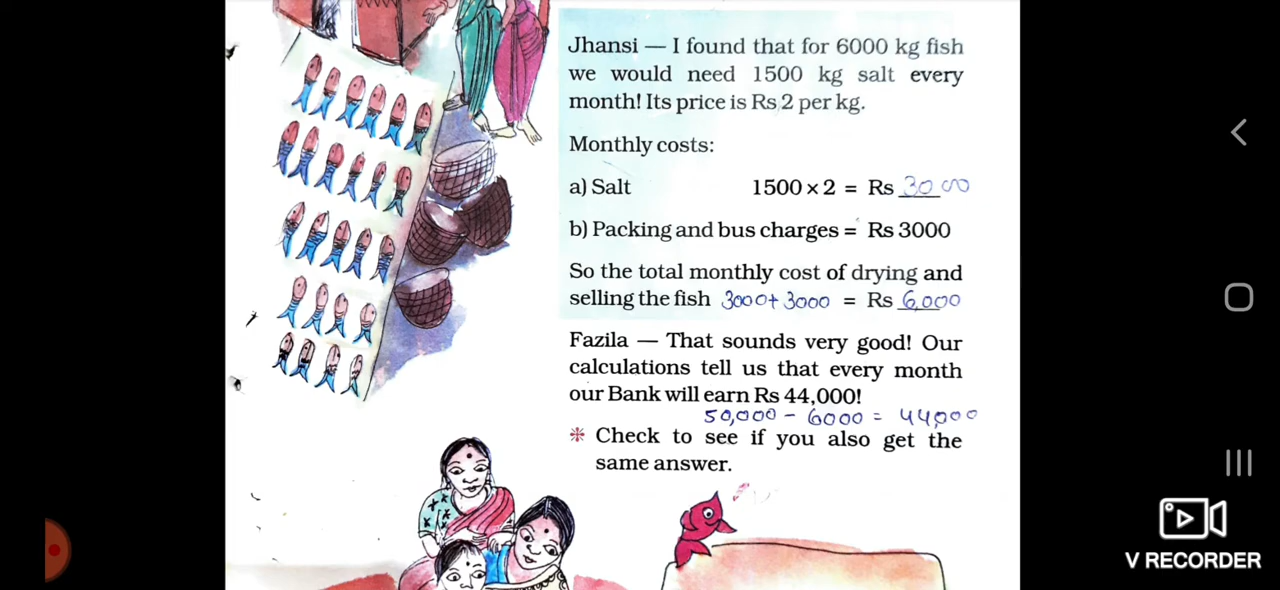 Jhansi — I found that for 6000 kg fish
we would need 1500 kg salt every
month! Its price is Rs 2 per kg.
Monthly costs:
a) Salt 1500 × 2 = Rs 3000
b) Packing and bus charges = Rs 3000
So the total monthly cost of drying and
selling the fish 3000+3000 = Rs 6,000
Fazila — That sounds very good! Our
calculations tell us that every month
our Bank will earn Rs 44,000!
50,000 - 6000 = 44,000
* Check to see if you also get the
same answer.
V RECORDER